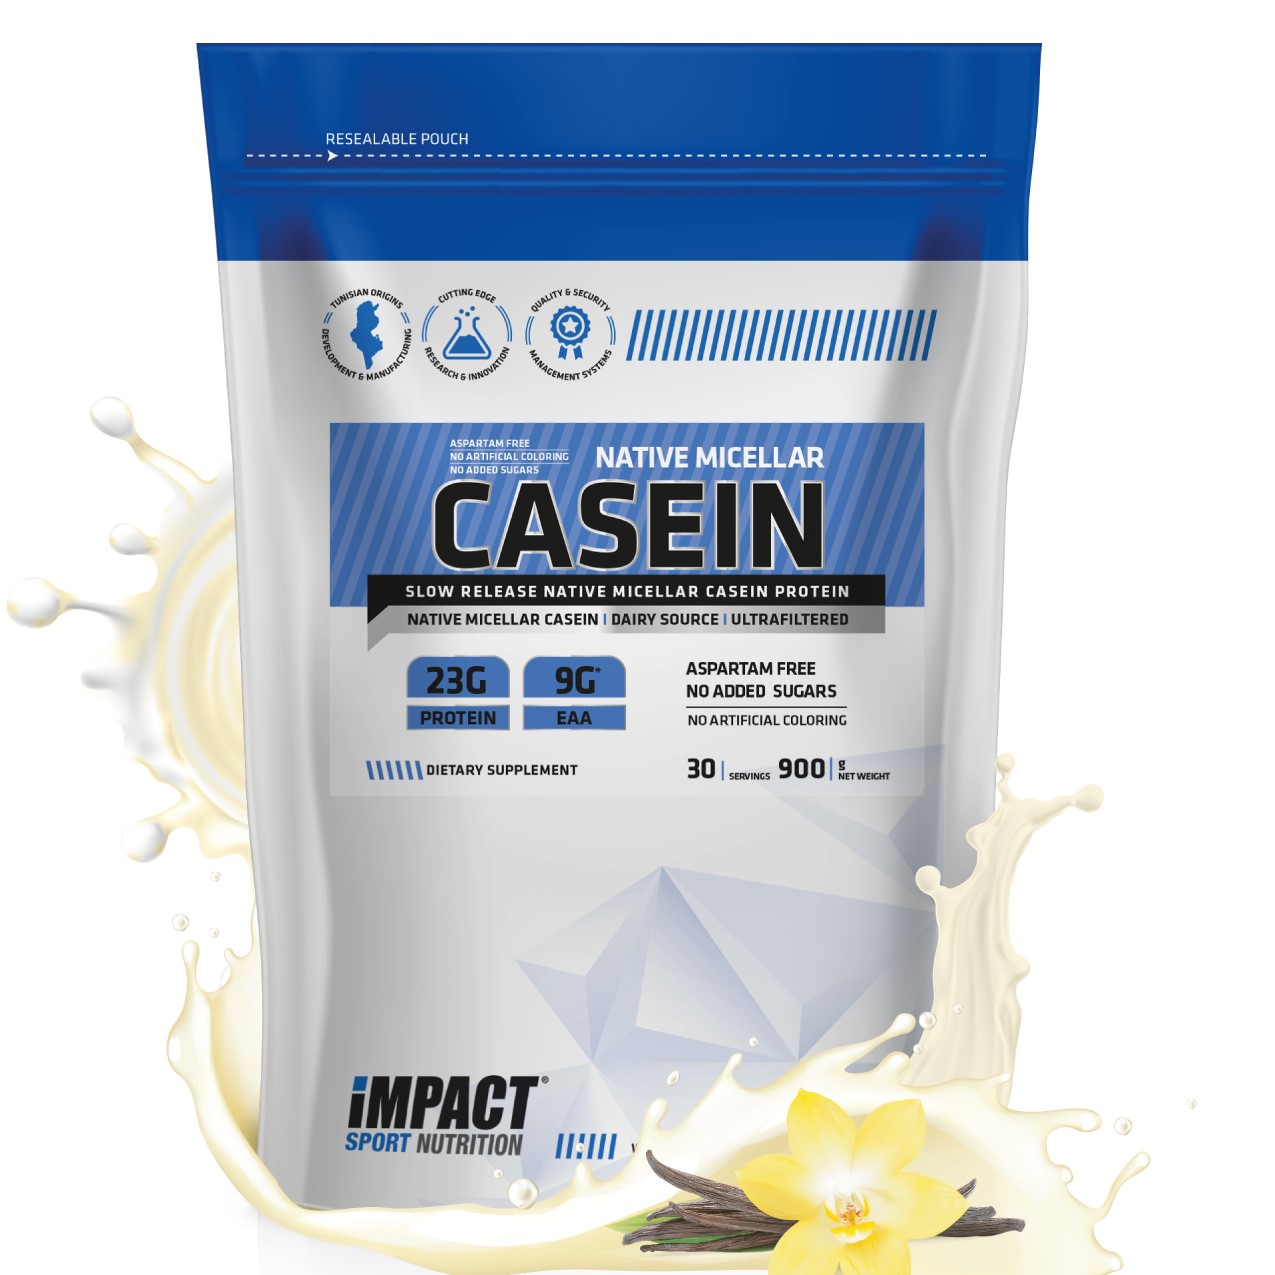 RESEALABLE POUCH
TUNISIAN ORIGINS
DEVELOPMENT & MANUFACTURING
CUTTING EDGE
RESEARCH & INNOVATION
QUALITY & SECURITY
MANAGEMENT SYSTEMS
ASPARTAM FREE
NO ARTIFICIAL COLORING
NO ADDED SUGARS
NATIVE MICELLAR
CASEIN
SLOW RELEASE NATIVE MICELLAR CASEIN PROTEIN
NATIVE MICELLAR CASEIN | DAIRY SOURCE | ULTRAFILTERED
23G
PROTEIN
9G*
EAA
ASPARTAM FREE
NO ADDED SUGARS
NO ARTIFICIAL COLORING
DIETARY SUPPLEMENT
30 | SERVINGS 900 | g NET WEIGHT
iMPACT®
SPORT NUTRITION